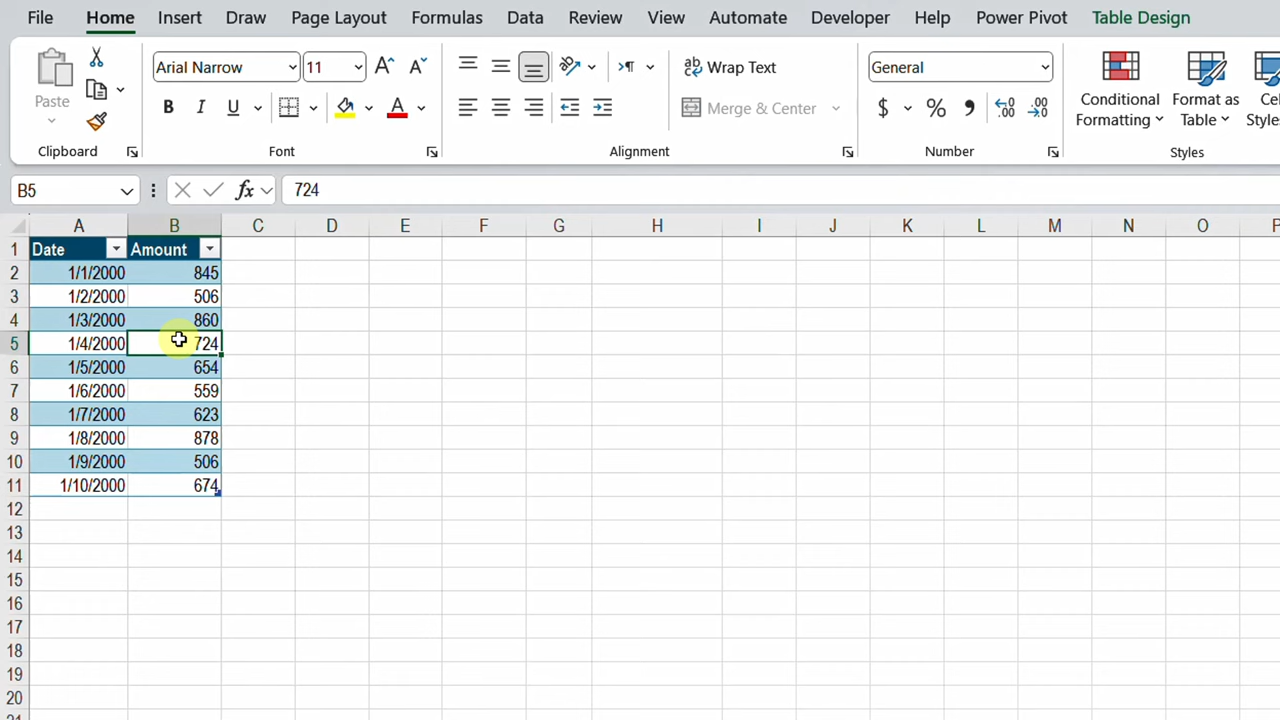 File Home Insert Draw Page Layout Formulas Data Review View Automate Developer Help Power Pivot Table Design
Paste
Clipboard
Arial Narrow 11 A A
B I U A
Font
ab Wrap Text
Merge & Center
Alignment
General
$ % 9 .00
Number
Conditional Formatting
Format as Table
Styles
B5 fx 724
A B C D E F G H I J K L M N O P
1 Date Amount
2 1/1/2000 845
3 1/2/2000 506
4 1/3/2000 860
5 1/4/2000 724
6 1/5/2000 654
7 1/6/2000 559
8 1/7/2000 623
9 1/8/2000 878
10 1/9/2000 506
11 1/10/2000 674
12
13
14
15
16
17
18
19
20